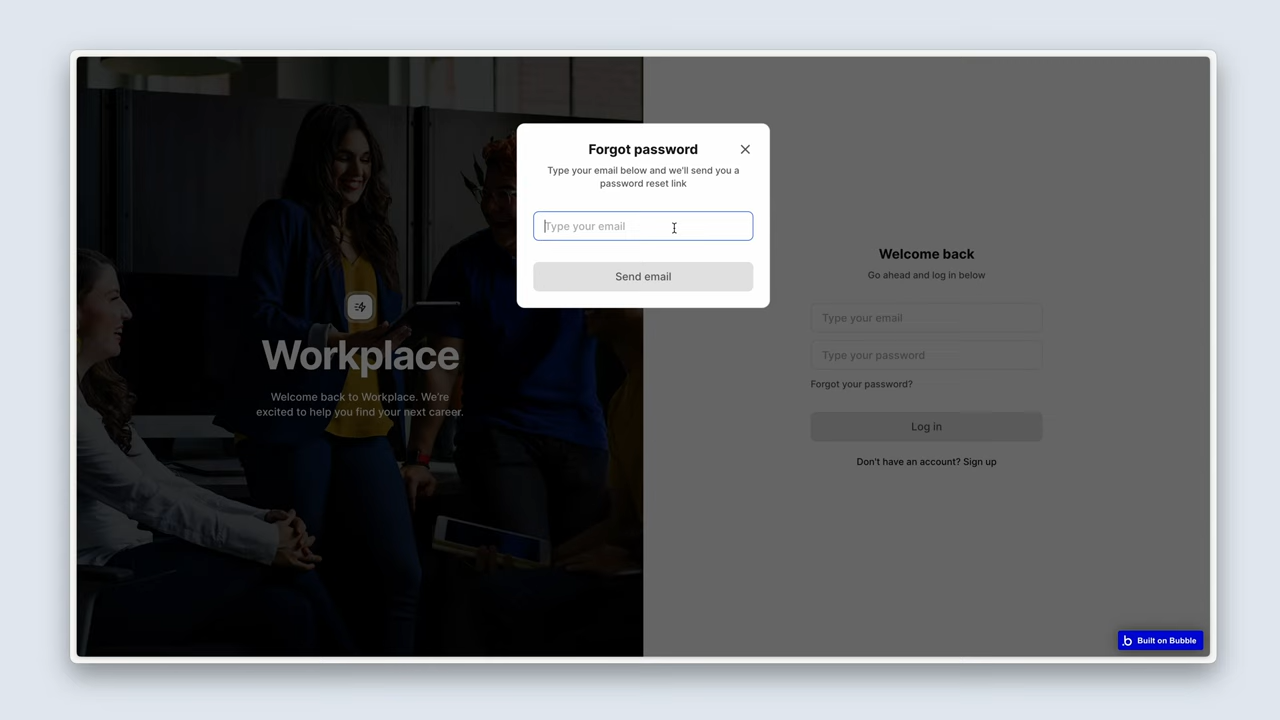 Forgot password
Type your email below and we'll send you a
password reset link
Type your email
Send email
Workplace
Welcome back to Workplace. We're
excited to help you find your next career.
Welcome back
Go ahead and log in below
Type your email
Type your password
Forgot your password?
Log in
Don't have an account? Sign up
Built on Bubble